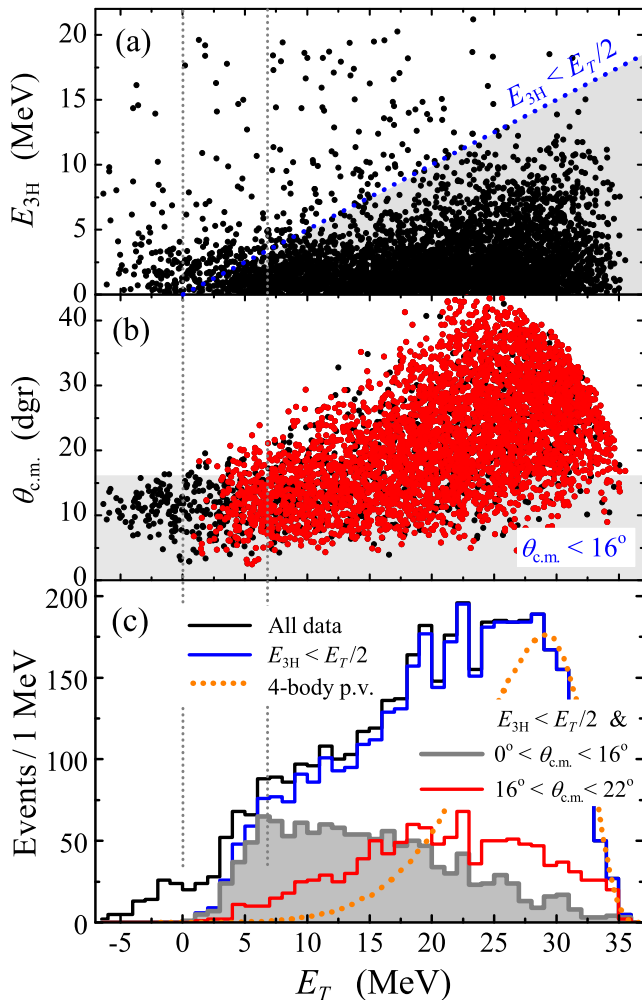 (a)
E3H < ET/2
20
15
10
5
0
E3H (MeV)
(b)
40
30
20
10
0
θc.m. (dgr)
θc.m. < 16°
(c)
200
150
100
50
0
Events / 1 MeV
All data
E3H < ET/2
4-body p.v.
E3H < ET/2 &
0° < θc.m. < 16°
16° < θc.m. < 22°
-5 0 5 10 15 20 25 30 35
ET (MeV)